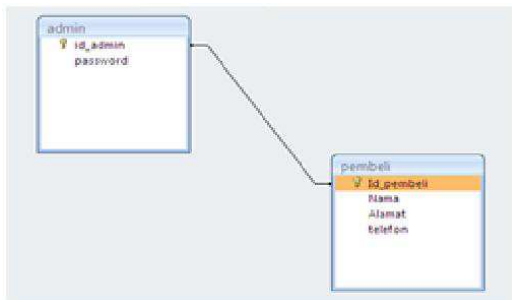 admin
id_admin
password
pembeli
Id_pembeli
Nama
Alamat
telefon